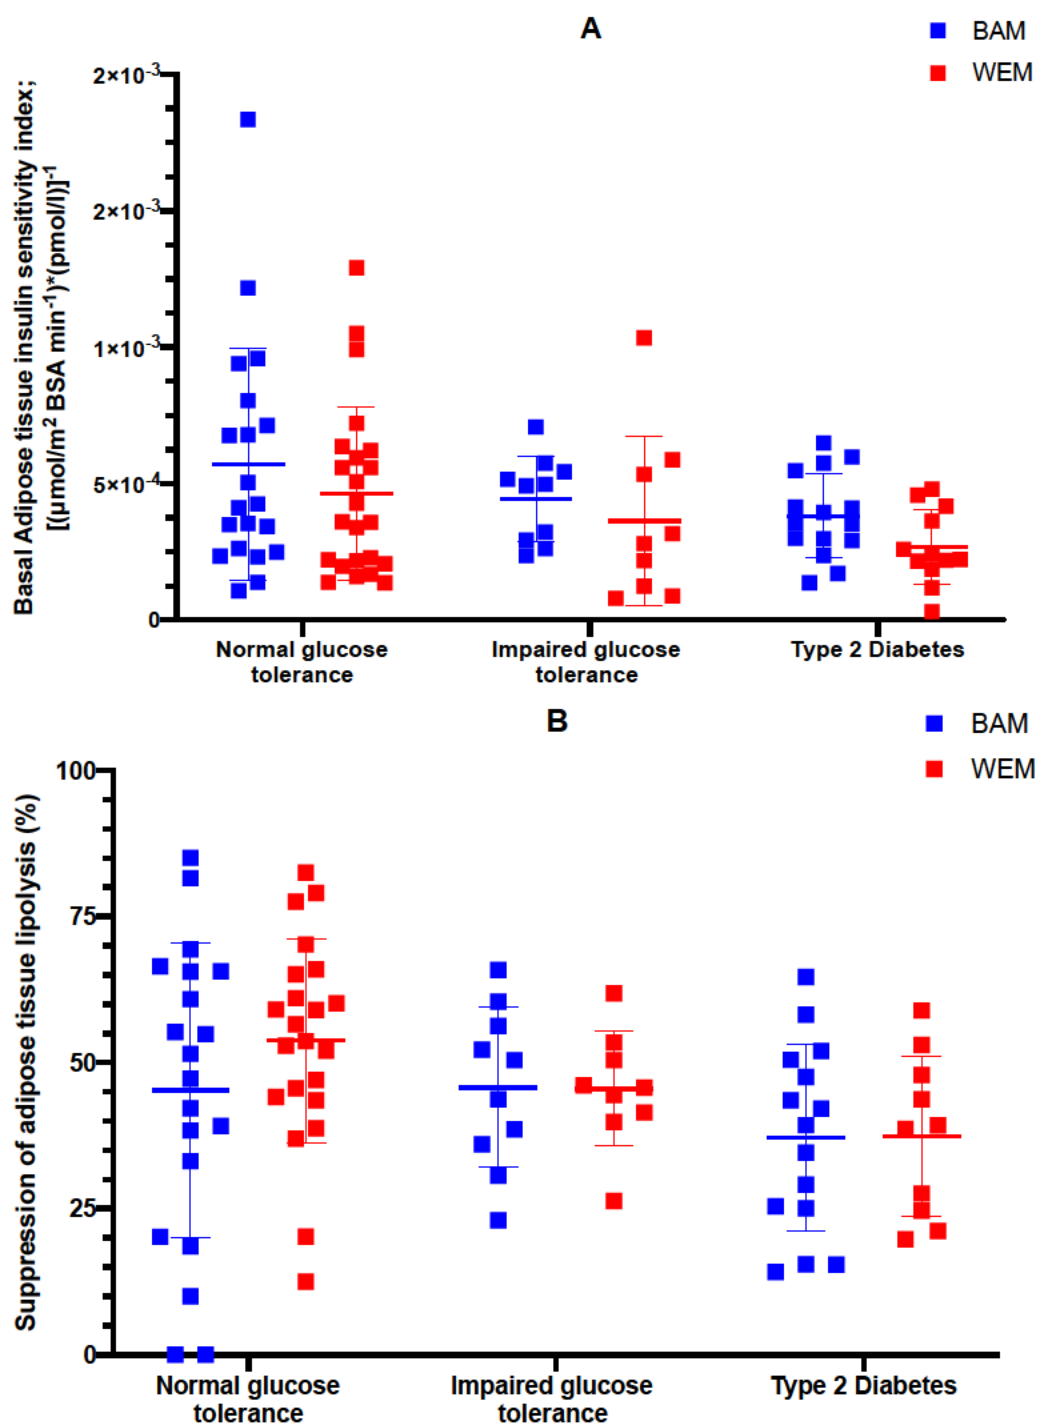 A
BAM
WEM
Basal Adipose tissue insulin sensitivity index;
[(µmol/m² BSA min⁻¹)*(pmol/l)]⁻¹
2×10⁻³
2×10⁻³
1×10⁻³
5×10⁻⁴
0
Normal glucose
tolerance
Impaired glucose
tolerance
Type 2 Diabetes
B
BAM
WEM
Suppression of adipose tissue lipolysis (%)
100
75
50
25
0
Normal glucose
tolerance
Impaired glucose
tolerance
Type 2 Diabetes